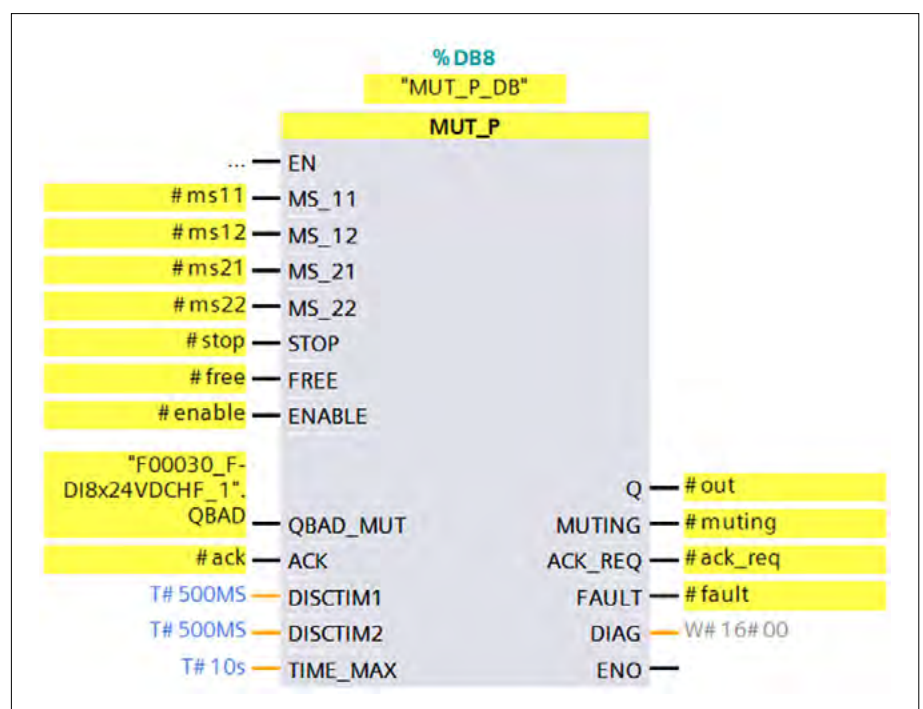 %DB8
"MUT_P_DB"
MUT_P
... EN
#ms11 MS_11
#ms12 MS_12
#ms21 MS_21
#ms22 MS_22
#stop STOP
#free FREE
#enable ENABLE
"F00030_F-
DI8x24VDCHF_1".
QBAD QBAD_MUT
Q #out
MUTING #muting
#ack ACK
ACK_REQ #ack_req
T#500MS DISCTIM1
FAULT #fault
T#500MS DISCTIM2
DIAG W#16#00
T#10s TIME_MAX
ENO